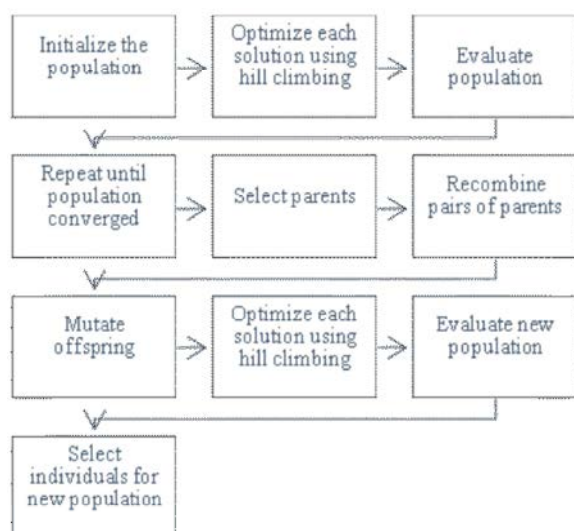 Initialize the
population
Optimize each
solution using
hill climbing
Evaluate
population
Repeat until
population
converged
Select parents
Recombine
pairs of parents
Mutate
offspring
Optimize each
solution using
hill climbing
Evaluate new
population
Select
individuals for
new population